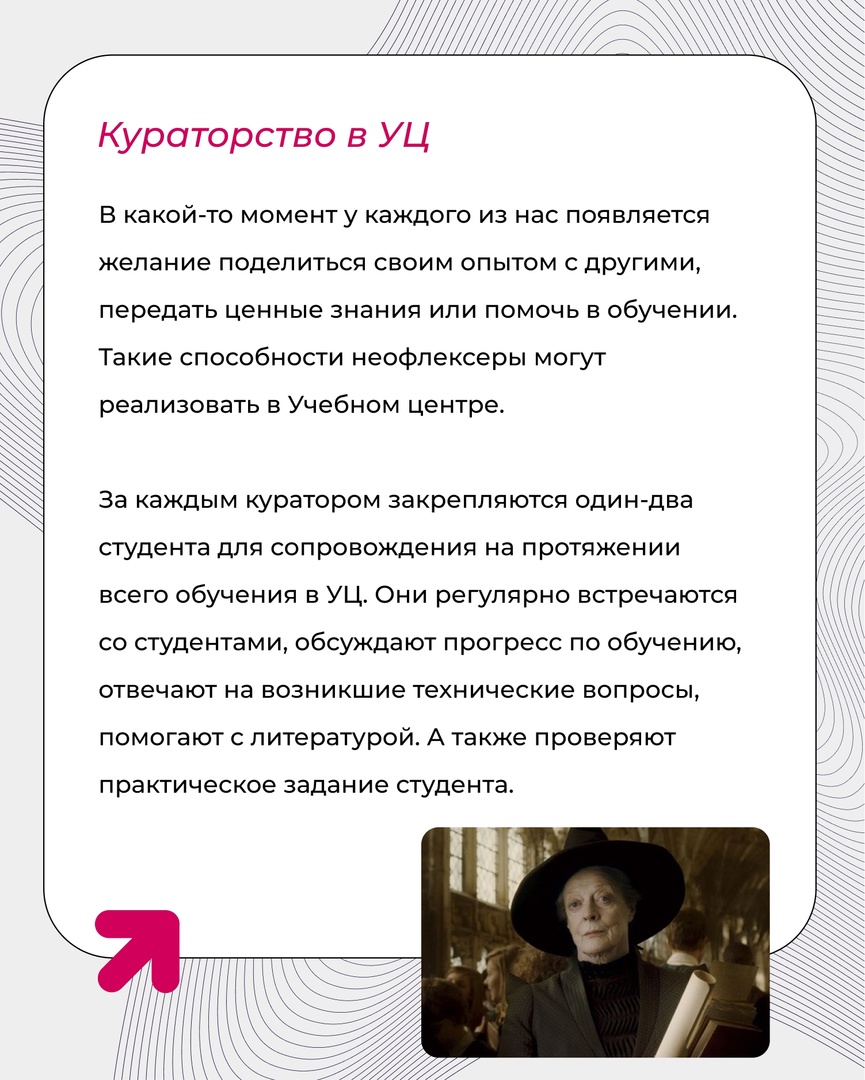 Кураторство в УЦ
В какой-то момент у каждого из нас появляется
желание поделиться своим опытом с другими,
передать ценные знания или помочь в обучении.
Такие способности неофлексеры могут
реализовать в Учебном центре.
За каждым куратором закрепляются один-два
студента для сопровождения на протяжении
всего обучения в УЦ. Они регулярно встречаются
со студентами, обсуждают прогресс по обучению,
отвечают на возникшие технические вопросы,
помогают с литературой. А также проверяют
практическое задание студента.